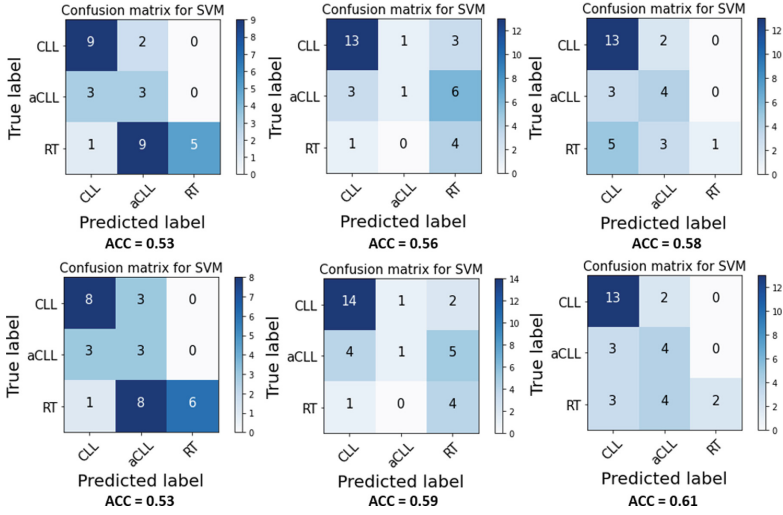 Confusion matrix for SVM
True label
CLL 9 2 0
aCLL 3 3 0
RT 1 9 5
CLL aCLL RT
Predicted label
ACC = 0.53
9
8
7
6
5
4
3
2
1
0
Confusion matrix for SVM
True label
CLL 13 1 3
aCLL 3 1 6
RT 1 0 4
CLL aCLL RT
Predicted label
ACC = 0.56
12
10
8
6
4
2
0
Confusion matrix for SVM
True label
CLL 13 2 0
aCLL 3 4 0
RT 5 3 1
CLL aCLL RT
Predicted label
ACC = 0.58
12
10
8
6
4
2
0
Confusion matrix for SVM
True label
CLL 8 3 0
aCLL 3 3 0
RT 1 8 6
CLL aCLL RT
Predicted label
ACC = 0.53
8
7
6
5
4
3
2
1
0
Confusion matrix for SVM
True label
CLL 14 1 2
aCLL 4 1 5
RT 1 0 4
CLL aCLL RT
Predicted label
ACC = 0.59
14
12
10
8
6
4
2
0
Confusion matrix for SVM
True label
CLL 13 2 0
aCLL 3 4 0
RT 3 4 2
CLL aCLL RT
Predicted label
ACC = 0.61
12
10
8
6
4
2
0